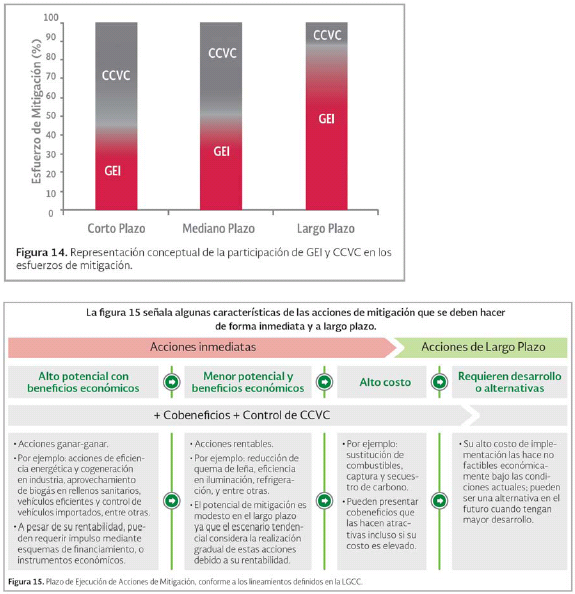 Esfuerzo de Mitigación (%)
100
90
80
70
60
50
40
30
20
10
0
CCVC
GEI
CCVC
GEI
CCVC
GEI
Corto Plazo
Mediano Plazo
Largo Plazo
Figura 14. Representación conceptual de la participación de GEI y CCVC en los
esfuerzos de mitigación.
La figura 15 señala algunas características de las acciones de mitigación que se deben hacer
de forma inmediata y a largo plazo.
Acciones inmediatas
Acciones de Largo Plazo
Alto potencial con
beneficios económicos
Menor potencial y
beneficios económicos
Alto costo
Requieren desarrollo
o alternativas
+ Cobeneficios + Control de CCVC
• Acciones ganar-ganar.
• Por ejemplo: acciones de eficien-
cia energética y cogeneración
en industria, aprovechamiento
de biogás en rellenos sanitarios,
vehículos eficientes y control de
vehículos importados, entre otras.
• A pesar de su rentabilidad, pue-
den requerir impulso mediante
esquemas de financiamiento, o
instrumentos económicos.
• Acciones rentables.
• Por ejemplo: reducción de
quema de leña, eficiencia
en iluminación, refrigera-
ción, y entre otras.
• El potencial de mitigación es
modesto en el largo plazo
ya que el escenario tenden-
cial considera la realización
gradual de estas acciones
debido a su rentabilidad.
• Por ejemplo:
sustitución de
combustibles,
captura y secues-
tro de carbono.
• Pueden presentar
cobeneficios que
las hacen atrac-
tivas incluso si su
costo es elevado.
• Su alto costo de imple-
mentación las hace no
factibles económica-
mente bajo las condi-
ciones actuales; pueden
ser una alternativa en el
futuro cuando tengan
mayor desarrollo.
Figura 15. Plazo de Ejecución de Acciones de Mitigación, conforme a los lineamientos definidos en la LGCC.